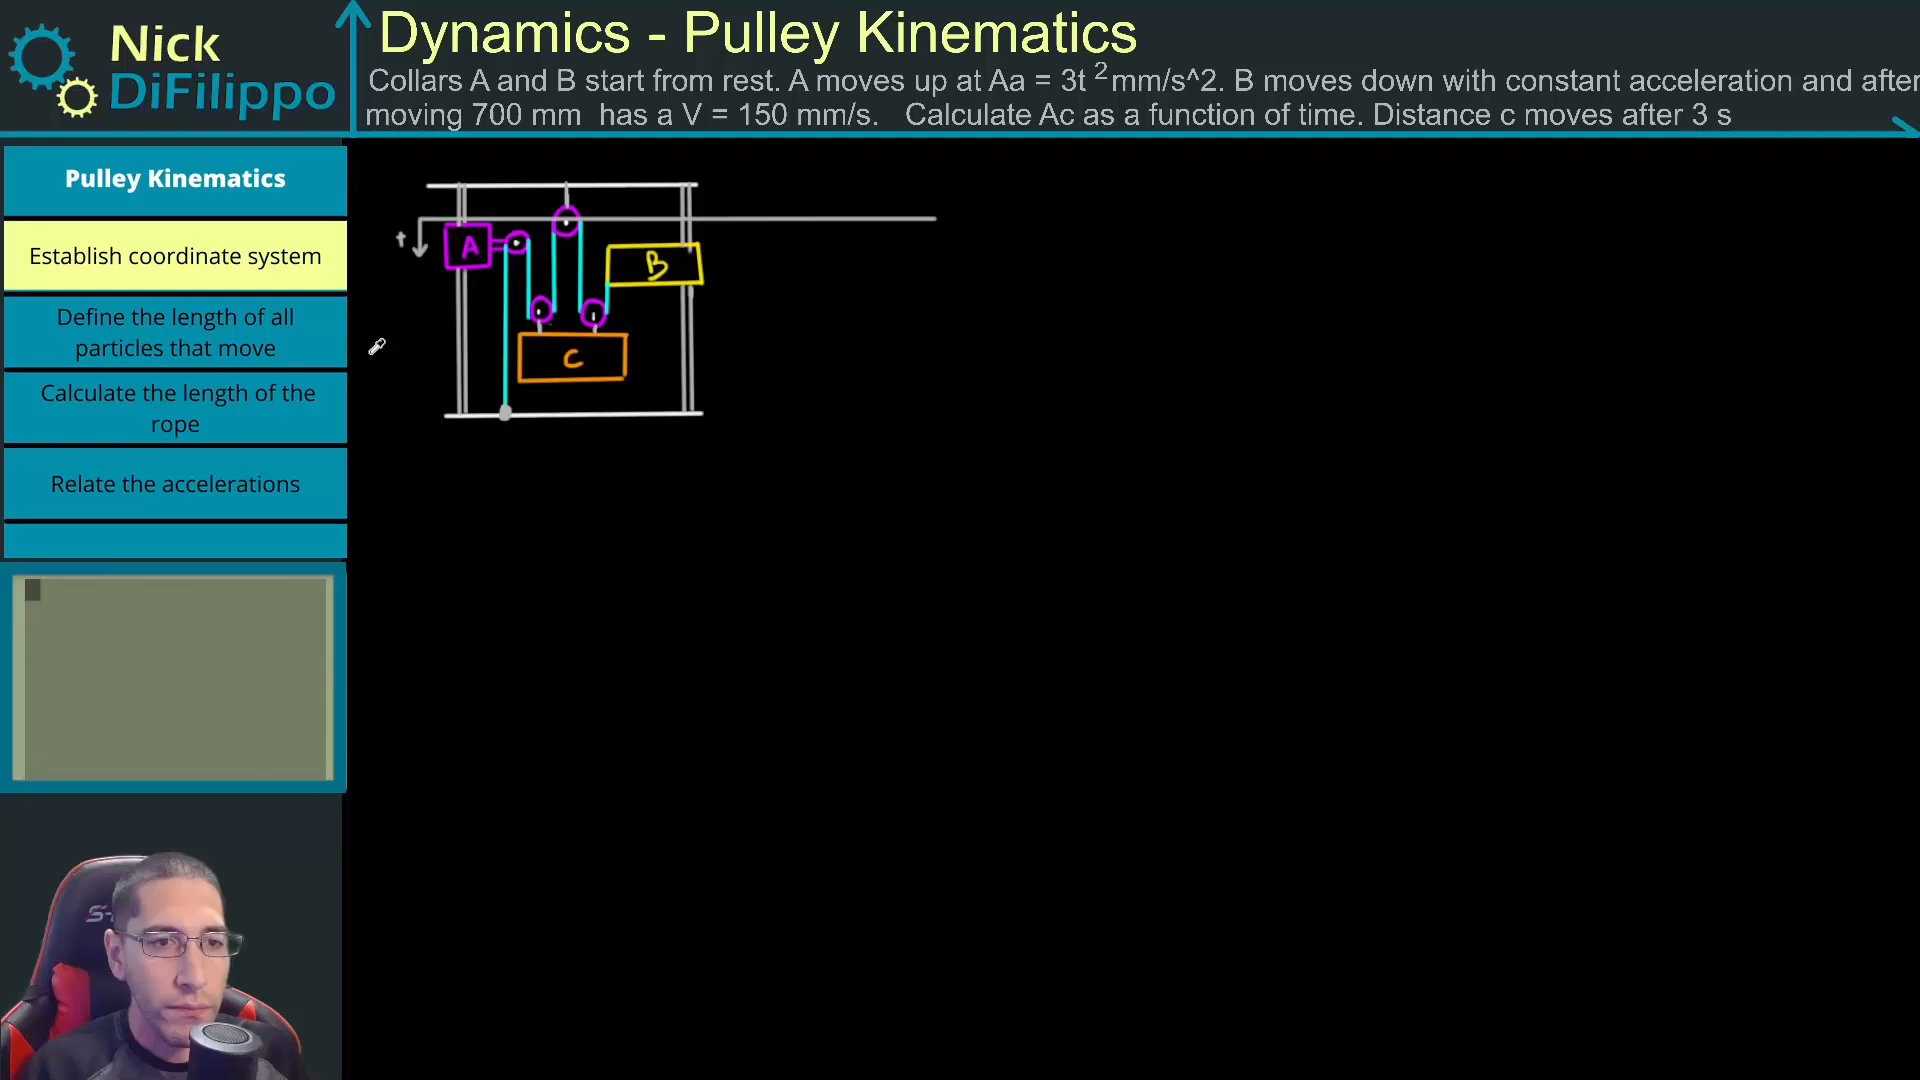 Nick
DiFilippo
Dynamics - Pulley Kinematics
Collars A and B start from rest. A moves up at Aa = 3t 2 mm/s^2. B moves down with constant acceleration and after
moving 700 mm has a V = 150 mm/s. Calculate Ac as a function of time. Distance c moves after 3 s
Pulley Kinematics
Establish coordinate system
Define the length of all
particles that move
Calculate the length of the
rope
Relate the accelerations
A
B
C